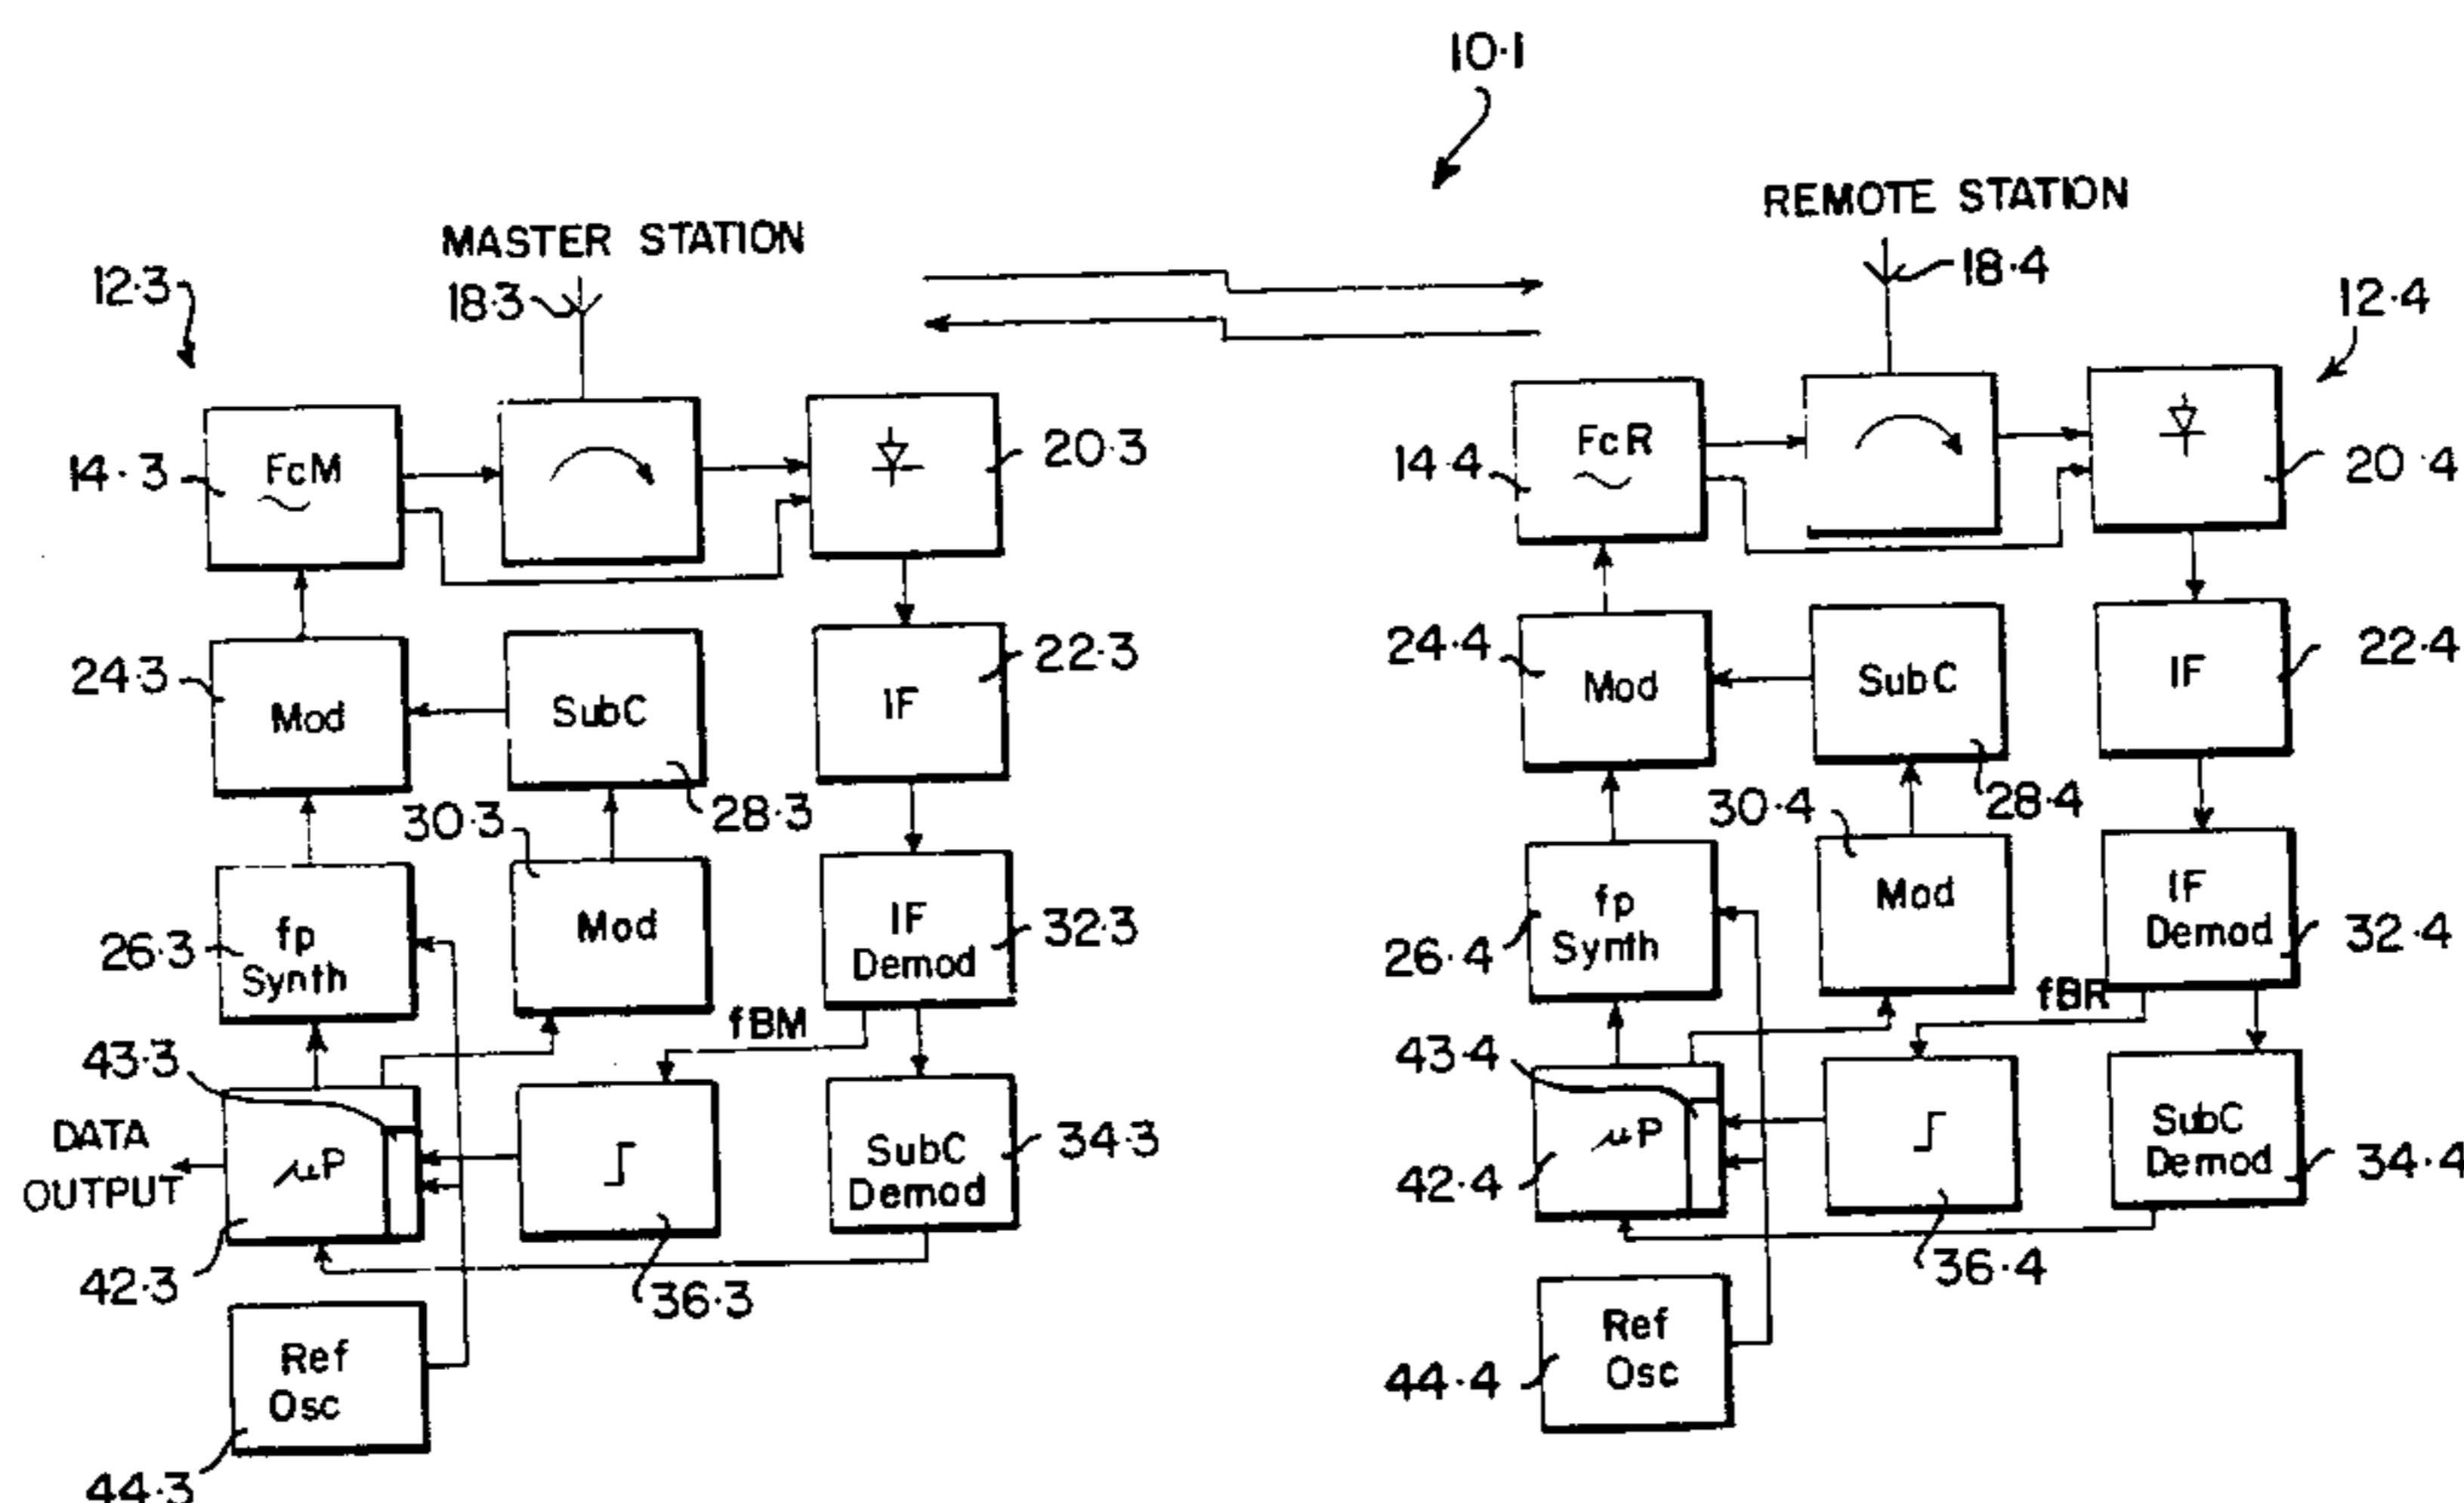 10.1
MASTER STATION
REMOTE STATION
12.3
18.3
18.4
12.4
14.3
FcM
20.3
14.4
FcR
20.4
24.3
Mod
SubC
IF
22.3
24.4
Mod
SubC
IF
22.4
30.3
28.3
30.4
28.4
26.3
fp
Synth
Mod
IF
Demod
32.3
26.4
fp
Synth
Mod
IF
Demod
32.4
fBM
fBR
43.3
43.4
DATA
OUTPUT
μP
SubC
Demod
34.3
μP
42.4
SubC
Demod
34.4
42.3
36.3
36.4
Ref
Osc
44.3
Ref
Osc
44.4